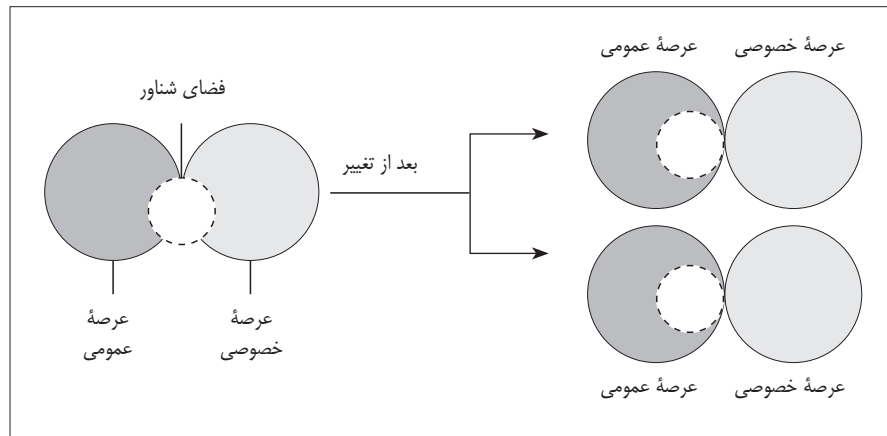 عرصهٔ خصوصی
عرصهٔ عمومی
فضای شناور
بعد از تغییر
عرصهٔ
خصوصی
عرصهٔ
عمومی
عرصهٔ خصوصی
عرصهٔ عمومی